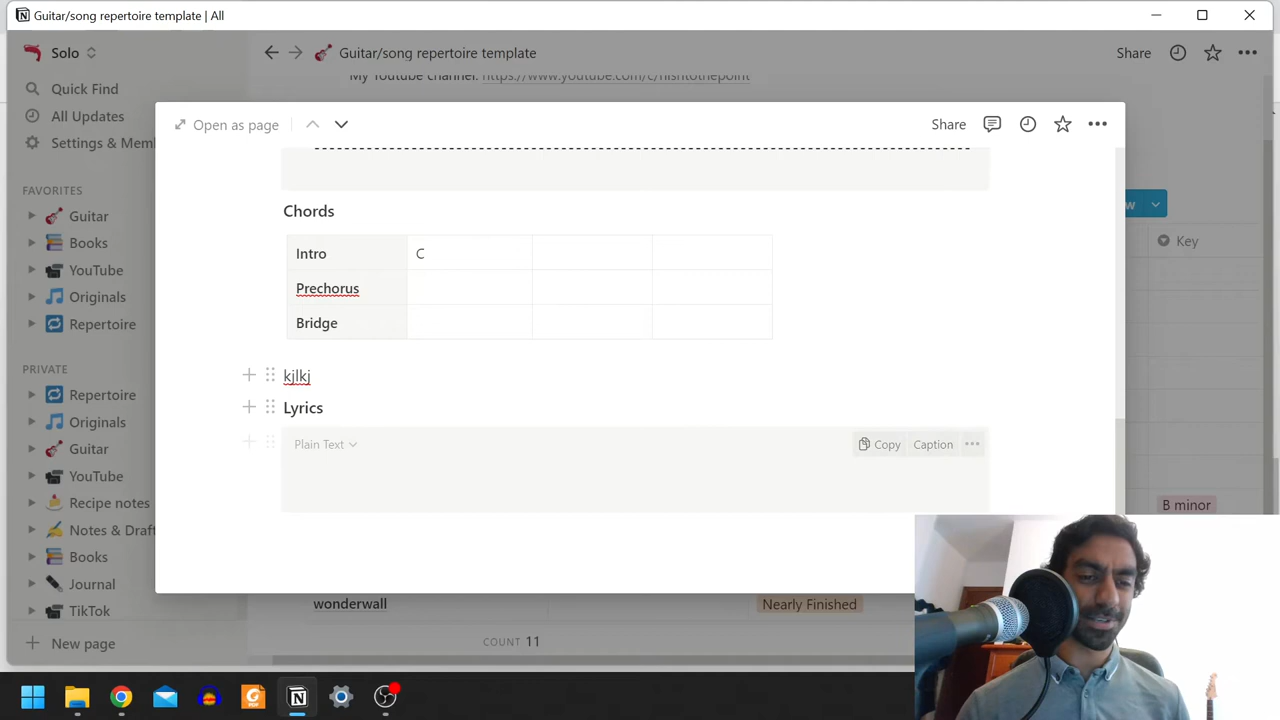 Guitar/song repertoire template | All
Solo
Guitar/song repertoire template
Share
My Youtube channel: https://www.youtube.com/c/nishtothepoint
Quick Find
All Updates
Settings & Mem
FAVORITES
Guitar
Books
YouTube
Originals
Repertoire
PRIVATE
Repertoire
Originals
Guitar
YouTube
Recipe notes
Notes & Draft
Books
Journal
TikTok
New page
Open as page
Share
Chords
Intro C
Prechorus
Bridge
kjlkj
Lyrics
Plain Text
Copy Caption
w
Key
B minor
wonderwall
Nearly Finished
COUNT 11